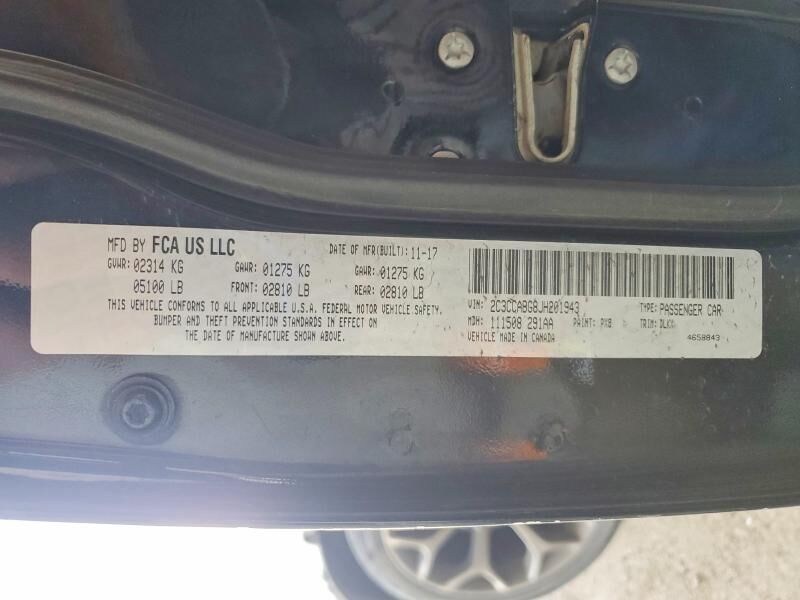 MFD BY FCA US LLC DATE OF MFR(BUILT): 11-17
GVWR: 02314 KG GAWR: 01275 KG GAWR: 01275 KG
05100 LB FRONT: 02810 LB REAR: 02810 LB
THIS VEHICLE CONFORMS TO ALL APPLICABLE U.S.A. FEDERAL MOTOR VEHICLE SAFETY,
BUMPER AND THEFT PREVENTION STANDARDS IN EFFECT ON
THE DATE OF MANUFACTURE SHOWN ABOVE.
VIN: 2C3CCABG8JH201943 TYPE: PASSENGER CAR
MDH: 111508 291AA PAINT: PX8 TRIM: DLX9
VEHICLE MADE IN CANADA 4658843